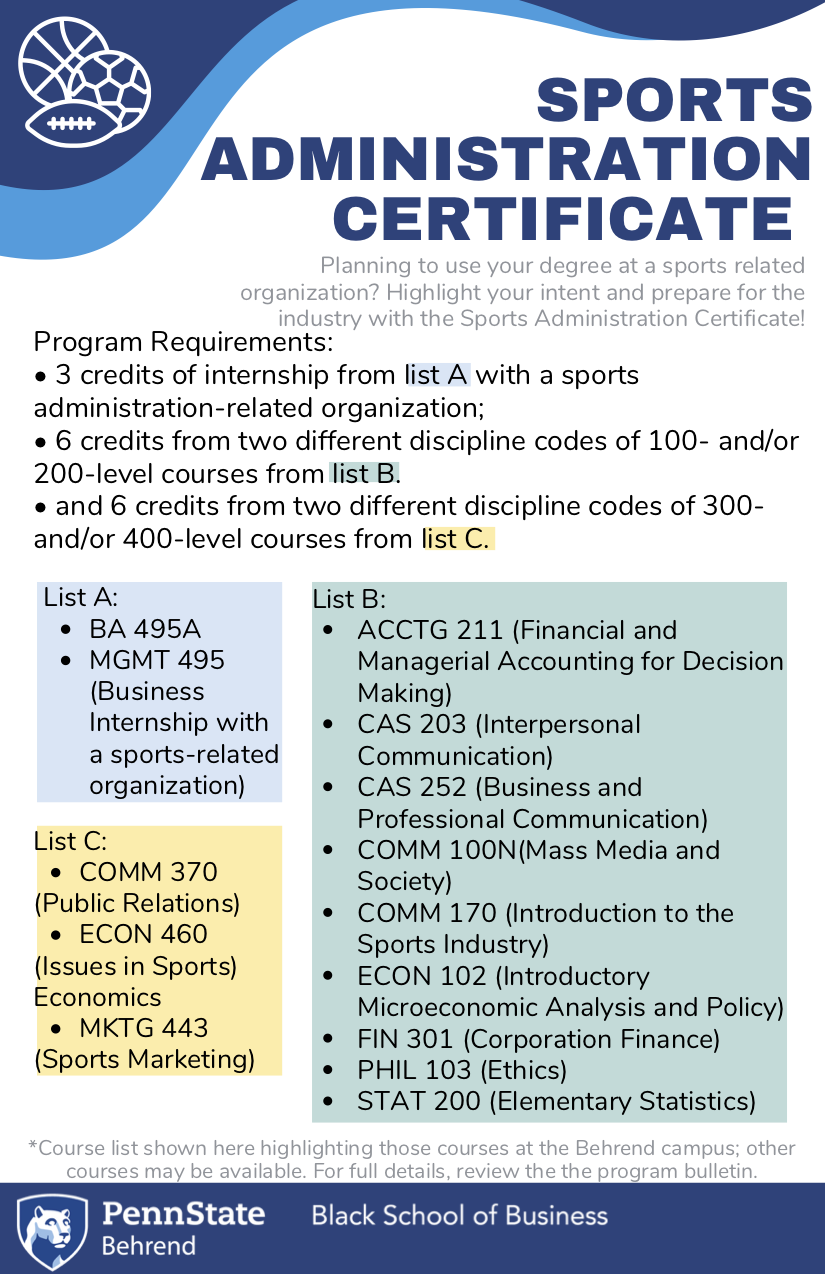 SPORTS
ADMINISTRATION
CERTIFICATE
Planning to use your degree at a sports related
organization? Highlight your intent and prepare for the
industry with the Sports Administration Certificate!
Program Requirements:
• 3 credits of internship from list A with a sports
administration-related organization;
• 6 credits from two different discipline codes of 100- and/or
200-level courses from list B.
• and 6 credits from two different discipline codes of 300-
and/or 400-level courses from list C.
List A:
• BA 495A
• MGMT 495
(Business
Internship with
a sports-related
organization)
List C:
• COMM 370
(Public Relations)
• ECON 460
(Issues in Sports)
Economics
• MKTG 443
(Sports Marketing)
List B:
• ACCTG 211 (Financial and
Managerial Accounting for Decision
Making)
• CAS 203 (Interpersonal
Communication)
• CAS 252 (Business and
Professional Communication)
• COMM 100N(Mass Media and
Society)
• COMM 170 (Introduction to the
Sports Industry)
• ECON 102 (Introductory
Microeconomic Analysis and Policy)
• FIN 301 (Corporation Finance)
• PHIL 103 (Ethics)
• STAT 200 (Elementary Statistics)
*Course list shown here highlighting those courses at the Behrend campus; other
courses may be available. For full details, review the the program bulletin.
PennState
Behrend
Black School of Business